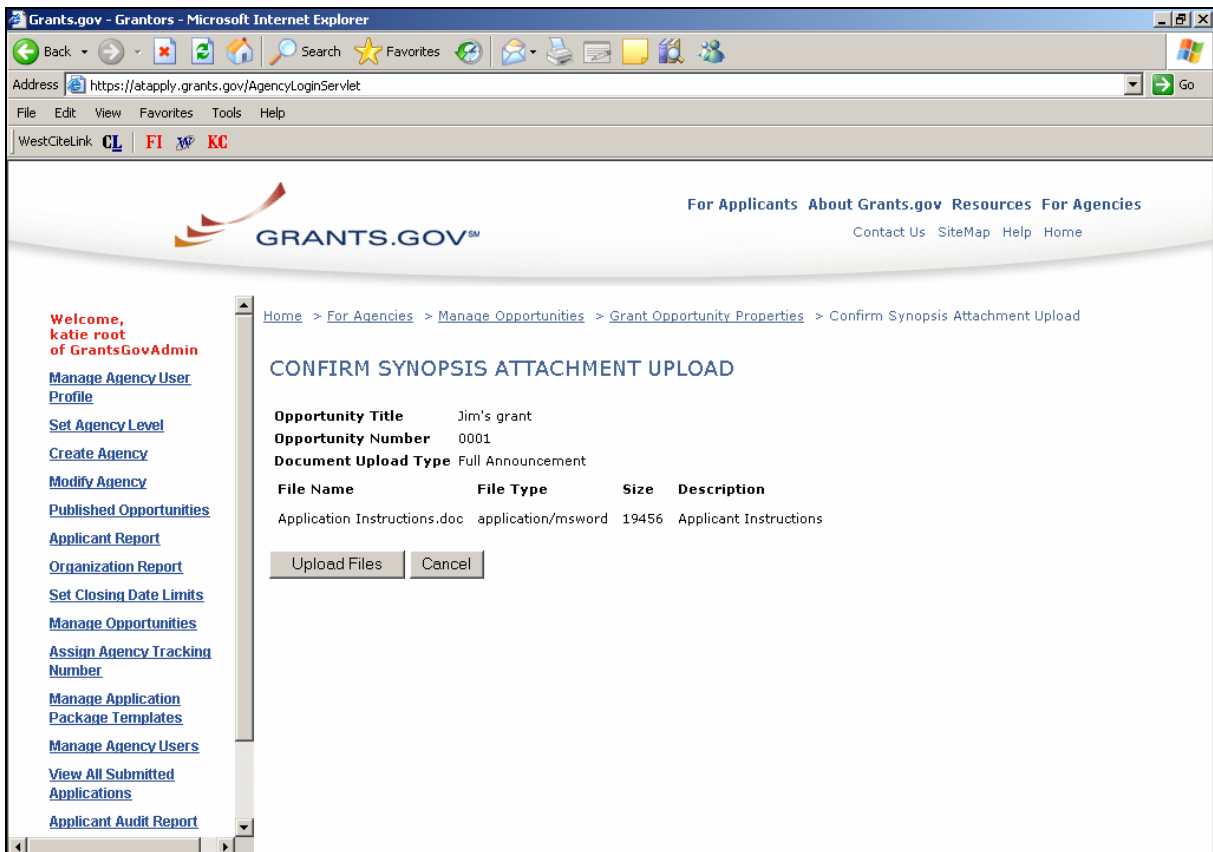 Grants.gov - Grantors - Microsoft Internet Explorer
Back Search Favorites
Address https://atapply.grants.gov/AgencyLoginServlet Go
File Edit View Favorites Tools Help
WestCiteLink CL FI KC
For Applicants About Grants.gov Resources For Agencies
GRANTS.GOV℠
Contact Us SiteMap Help Home
Welcome,
katie root
of GrantsGovAdmin
Manage Agency User
Profile
Set Agency Level
Create Agency
Modify Agency
Published Opportunities
Applicant Report
Organization Report
Set Closing Date Limits
Manage Opportunities
Assign Agency Tracking
Number
Manage Application
Package Templates
Manage Agency Users
View All Submitted
Applications
Applicant Audit Report
Home > For Agencies > Manage Opportunities > Grant Opportunity Properties > Confirm Synopsis Attachment Upload
CONFIRM SYNOPSIS ATTACHMENT UPLOAD
Opportunity Title Jim's grant
Opportunity Number 0001
Document Upload Type Full Announcement
File Name File Type Size Description
Application Instructions.doc application/msword 19456 Applicant Instructions
Upload Files Cancel